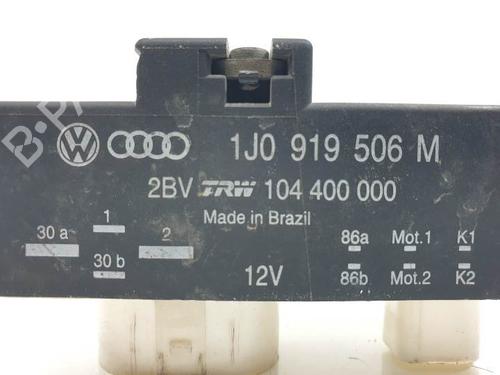 B-PA
1J0 919 506 M
2BV TRW 104 400 000
Made in Brazil
30 a 1 2 86a Mot.1 K1
30 b 12V 86b Mot.2 K2